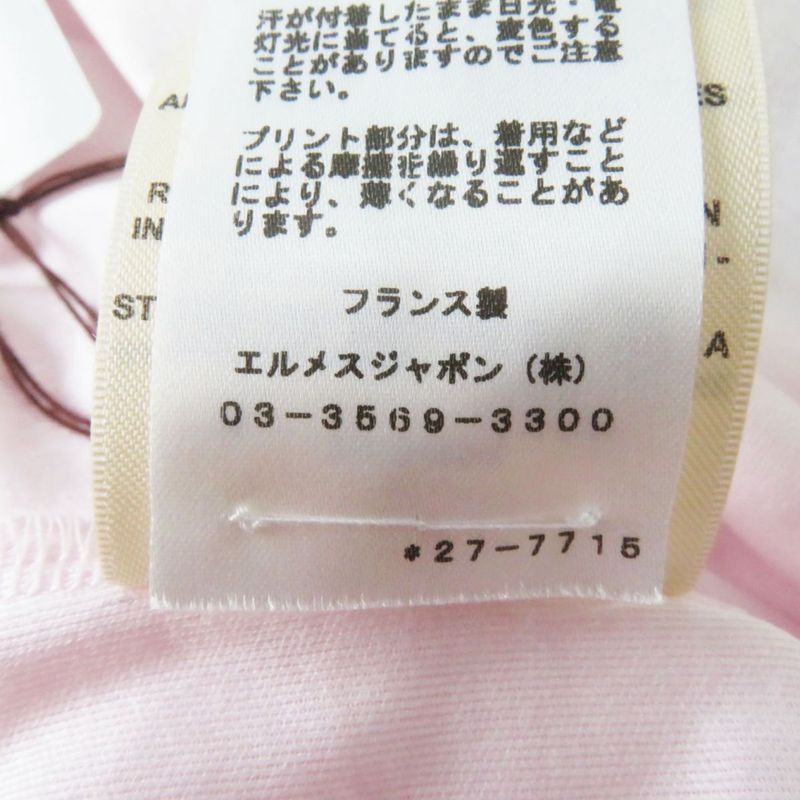 汗が付着したまま日光・電
灯光に当てると、変色する
ことがありますのでご注意
下さい。
プリント部分は、着用など
による摩擦を繰り返すこと
により、薄くなることがあ
ります。
フランス製
エルメスジャポン(株)
03-3569-3300
*27-7715
ES
R
IN
N
ST
A